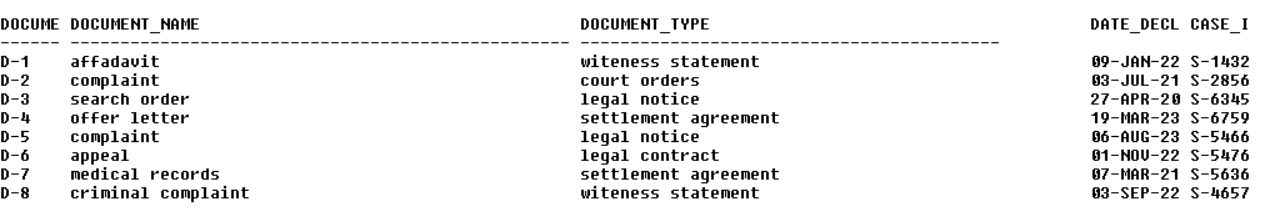 DOCUME DOCUMENT_NAME DOCUMENT_TYPE DATE_DECL CASE_I
------ -------------------------------------------------- ------------------------------------------ --------- ------
D-1 affadavit witeness statement 09-JAN-22 S-1432
D-2 complaint court orders 03-JUL-21 S-2856
D-3 search order legal notice 27-APR-20 S-6345
D-4 offer letter settlement agreement 19-MAR-23 S-6759
D-5 complaint legal notice 06-AUG-23 S-5466
D-6 appeal legal contract 01-NOV-22 S-5476
D-7 medical records settlement agreement 07-MAR-21 S-5636
D-8 criminal complaint witeness statement 03-SEP-22 S-4657